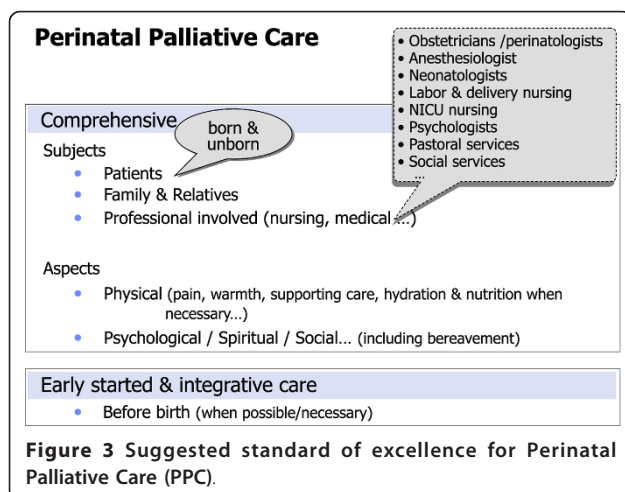 Perinatal Palliative Care
• Obstetricians /perinatologists
• Anesthesiologist
• Neonatologists
• Labor & delivery nursing
• NICU nursing
• Psychologists
• Pastoral services
• Social services
...
Comprehensive
born &
unborn
Subjects
• Patients
• Family & Relatives
• Professional involved (nursing, medical ...)
Aspects
• Physical (pain, warmth, supporting care, hydration & nutrition when
necessary...)
• Psychological / Spiritual / Social... (including bereavement)
Early started & integrative care
• Before birth (when possible/necessary)
Figure 3 Suggested standard of excellence for Perinatal
Palliative Care (PPC).